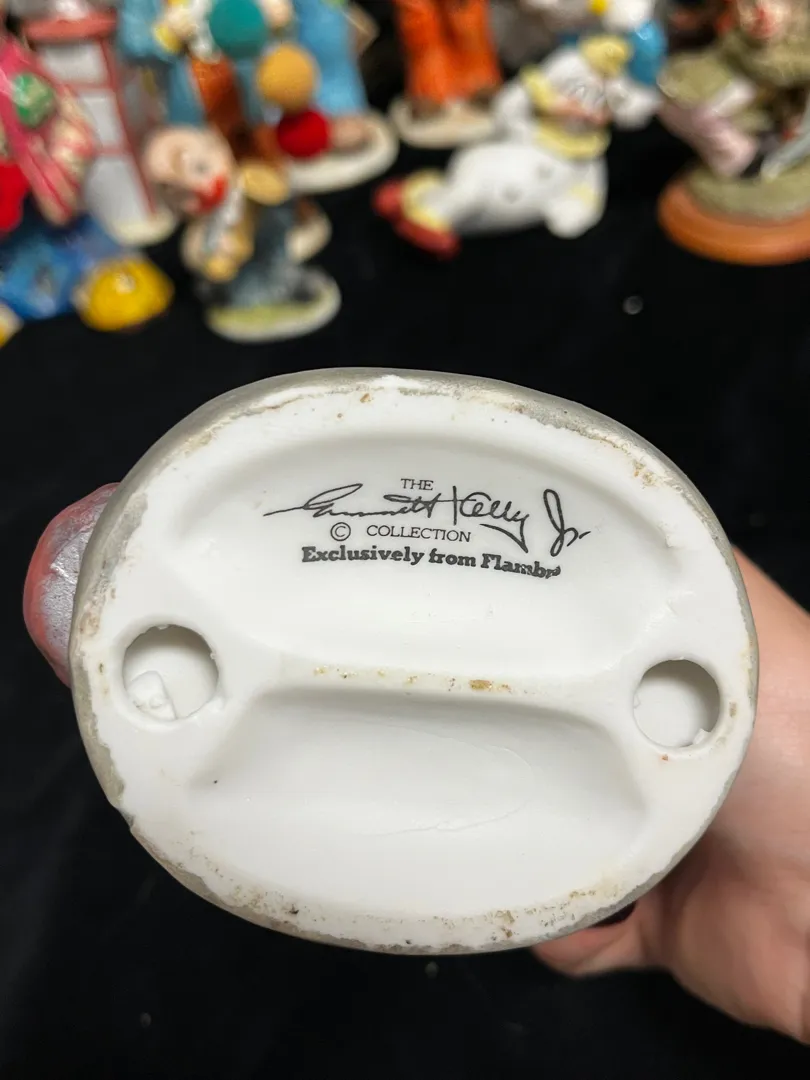 THE
Emmett Kelly Jr.
© COLLECTION
Exclusively from Flambro